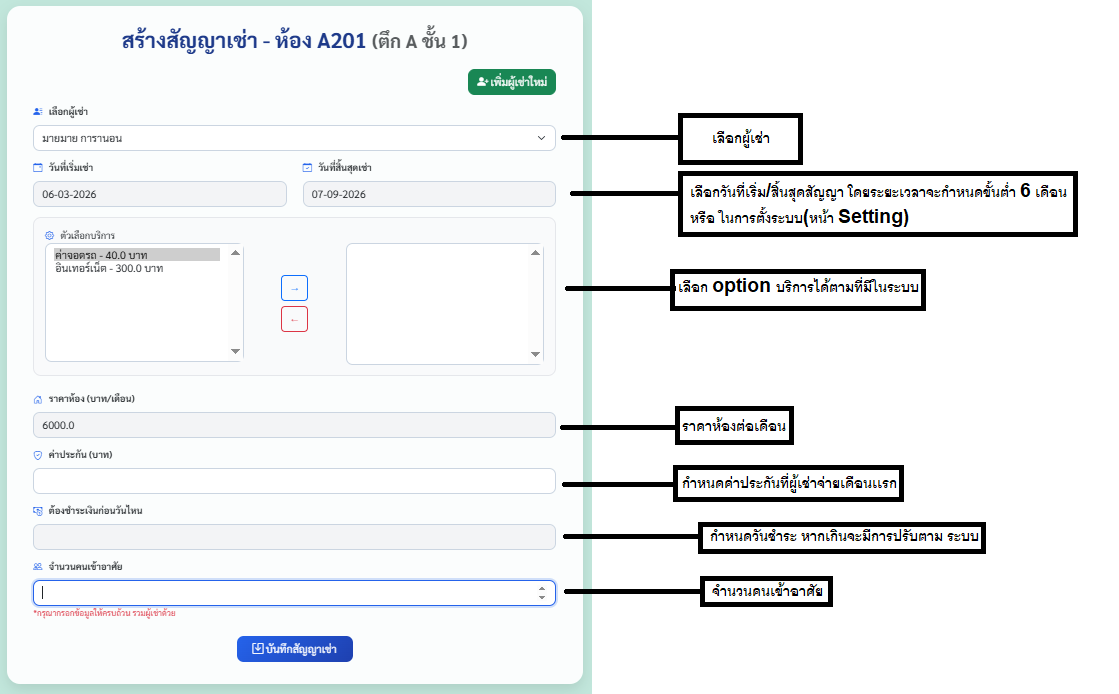 สร้างสัญญาเช่า - ห้อง A201 (ตึก A ชั้น 1)
เพิ่มผู้เช่าใหม่
เลือกผู้เช่า
มายมาย การานอน
เลือกผู้เช่า
วันที่เริ่มเช่า
วันที่สิ้นสุดเช่า
06-03-2026
07-09-2026
เลือกวันที่เริ่ม/สิ้นสุดสัญญา โดยระยะเวลาจะกำหนดขั้นต่ำ 6 เดือน
หรือ ในการตั้งระบบ(หน้า Setting)
ตัวเลือกบริการ
ค่าจอดรถ - 40.0 บาท
อินเทอร์เน็ต - 300.0 บาท
→
←
เลือก option บริการได้ตามที่มีในระบบ
ราคาห้อง (บาท/เดือน)
6000.0
ราคาห้องต่อเดือน
ค่าประกัน (บาท)
กำหนดค่าประกันที่ผู้เช่าจ่ายเดือนแรก
ต้องชำระเงินก่อนวันไหน
กำหนดวันชำระ หากเกินจะมีการปรับตาม ระบบ
จำนวนคนเข้าอาศัย
จำนวนคนเข้าอาศัย
*กรุณากรอกข้อมูลให้ครบถ้วน รวมผู้เช่าด้วย
บันทึกสัญญาเช่า